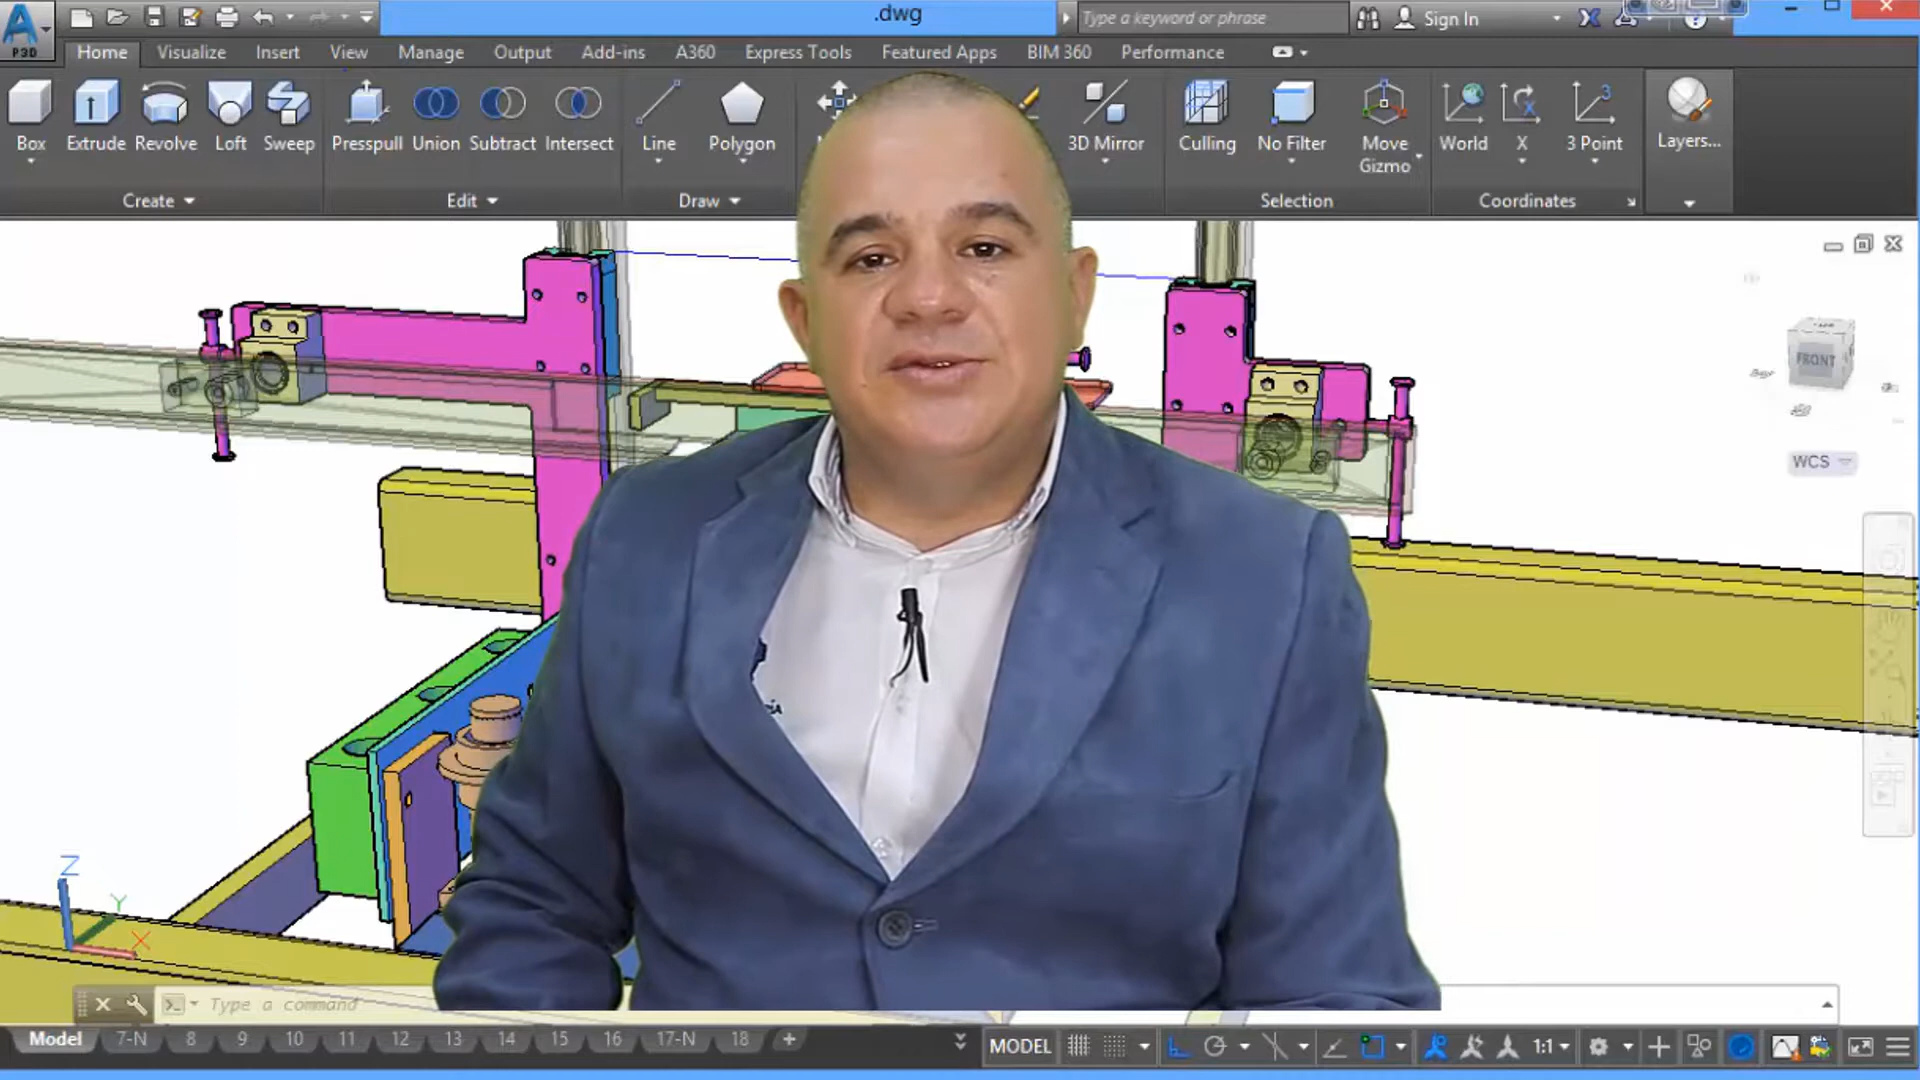 .dwg
Type a keyword or phrase
Sign In
P3D
Home Visualize Insert View Manage Output Add-ins A360 Express Tools Featured Apps BIM 360 Performance
Box Extrude Revolve Loft Sweep Presspull Union Subtract Intersect Line Polygon 3D Mirror Culling No Filter Move Gizmo World X 3 Point Layers...
Create Edit Draw Selection Coordinates
FRONT
WCS
Z
Y
X
Type a command
Model 7-N 8 9 10 11 12 13 14 15 16 17-N 18 +
MODEL
1:1